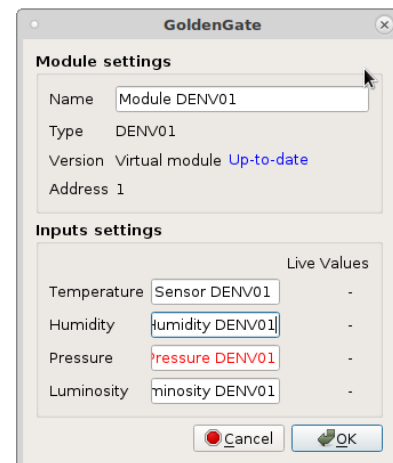 GoldenGate
Module settings
Name Module DENV01
Type DENV01
Version Virtual module Up-to-date
Address 1
Inputs settings
Live Values
Temperature Sensor DENV01 -
Humidity Humidity DENV01 -
Pressure Pressure DENV01 -
Luminosity minosity DENV01 -
Cancel OK